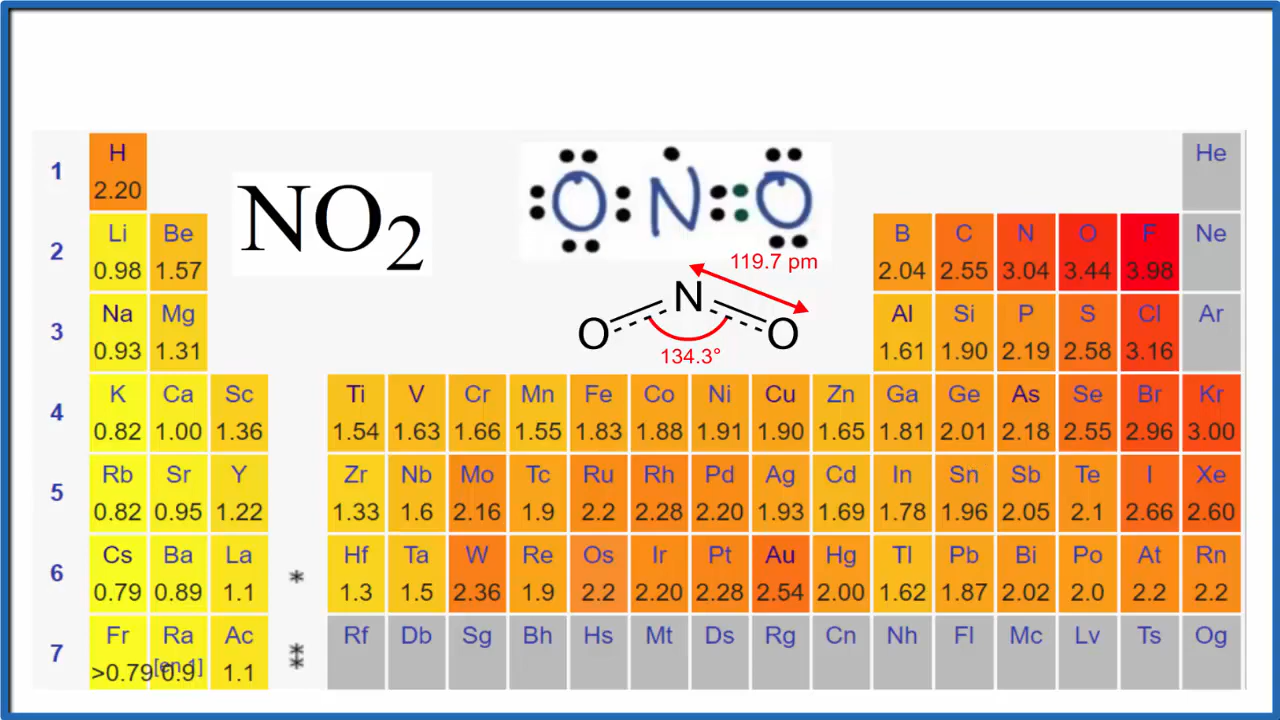 H He
1
2.20
NO2
O N O
Li Be B C N O F Ne
2
0.98 1.57 2.04 2.55 3.04 3.44 3.98
119.7 pm
N
O O
134.3°
Na Mg Al Si P S Cl Ar
3
0.93 1.31 1.61 1.90 2.19 2.58 3.16
K Ca Sc Ti V Cr Mn Fe Co Ni Cu Zn Ga Ge As Se Br Kr
4
0.82 1.00 1.36 1.54 1.63 1.66 1.55 1.83 1.88 1.91 1.90 1.65 1.81 2.01 2.18 2.55 2.96 3.00
Rb Sr Y Zr Nb Mo Tc Ru Rh Pd Ag Cd In Sn Sb Te I Xe
5
0.82 0.95 1.22 1.33 1.6 2.16 1.9 2.2 2.28 2.20 1.93 1.69 1.78 1.96 2.05 2.1 2.66 2.60
Cs Ba La Hf Ta W Re Os Ir Pt Au Hg Tl Pb Bi Po At Rn
6 *
0.79 0.89 1.1 1.3 1.5 2.36 1.9 2.2 2.20 2.28 2.54 2.00 1.62 1.87 2.02 2.0 2.2 2.2
Fr Ra Ac Rf Db Sg Bh Hs Mt Ds Rg Cn Nh Fl Mc Lv Ts Og
7 **
>0.79 [en 1] 0.9 1.1